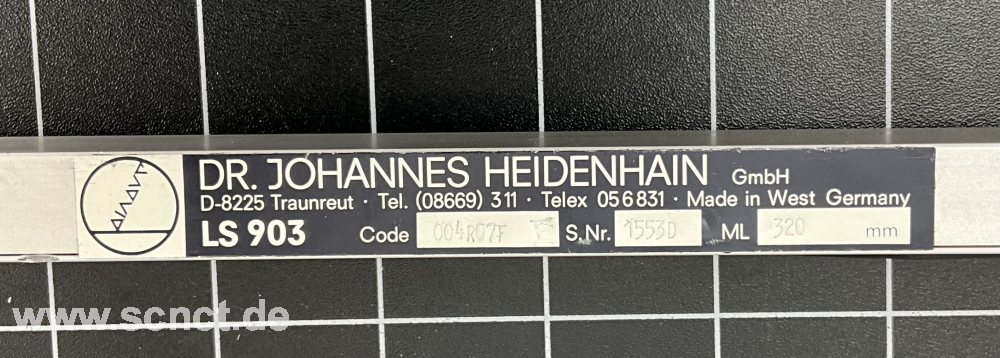 DR. JOHANNES HEIDENHAIN GmbH
D-8225 Traunreut · Tel. (08669) 311 · Telex 056831 · Made in West Germany
LS 903 Code 004R07F S.Nr. 1553D ML 320 mm
www.scnct.de